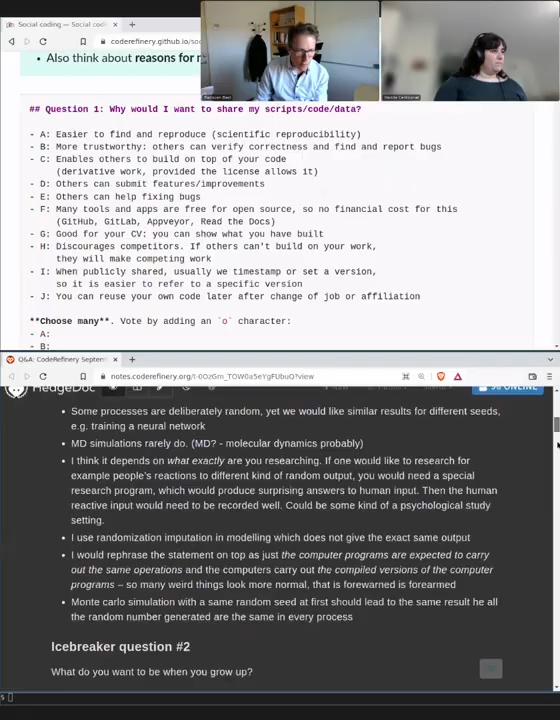 Social coding — Social codi
coderefinery.github.io/so
• Also think about reasons for
## Question 1: Why would I want to share my scripts/code/data?
- A: Easier to find and reproduce (scientific reproducibility)
- B: More trustworthy: others can verify correctness and find and report bugs
- C: Enables others to build on top of your code
(derivative work, provided the license allows it)
- D: Others can submit features/improvements
- E: Others can help fixing bugs
- F: Many tools and apps are free for open source, so no financial cost for this
(GitHub, GitLab, Appveyor, Read the Docs)
- G: Good for your CV: you can show what you have built
- H: Discourages competitors. If others can't build on your work,
they will make competing work
- I: When publicly shared, usually we timestamp or set a version,
so it is easier to refer to a specific version
- J: You can reuse your own code later after change of job or affiliation
**Choose many**. Vote by adding an `o` character:
- A:
- B:
Q&A: CodeRefinery Septem
notes.coderefinery.org/
?view
HedgeDoc
ONLINE
• Some processes are deliberately random, yet we would like similar results for different seeds,
e.g. training a neural network
• MD simulations rarely do. (MD? - molecular dynamics probably)
• I think it depends on what exactly are you researching. If one would like to research for
example people's reactions to different kind of random output, you would need a special
research program, which would produce surprising answers to human input. Then the human
reactive input would need to be recorded well. Could be some kind of a psychological study
setting.
• I use randomization imputation in modelling which does not give the exact same output
• I would rephrase the statement on top as just the computer programs are expected to carry
out the same operations and the computers carry out the compiled versions of the computer
programs – so many weird things look more normal, that is forewarned is forearmed
• Monte carlo simulation with a same random seed at first should lead to the same result he all
the random number generated are the same in every process
Icebreaker question #2
What do you want to be when you grow up?